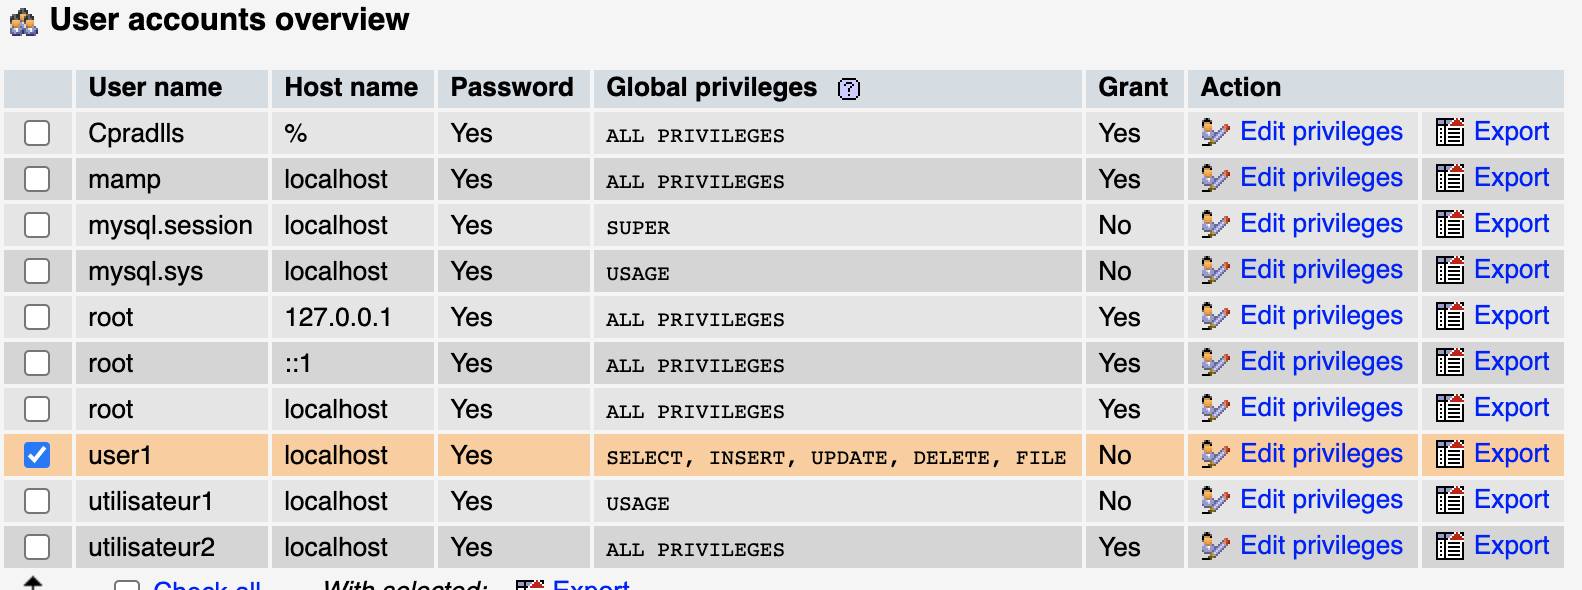 User accounts overview
User name Host name Password Global privileges Grant Action
Cpradlls % Yes ALL PRIVILEGES Yes Edit privileges Export
mamp localhost Yes ALL PRIVILEGES Yes Edit privileges Export
mysql.session localhost Yes SUPER No Edit privileges Export
mysql.sys localhost Yes USAGE No Edit privileges Export
root 127.0.0.1 Yes ALL PRIVILEGES Yes Edit privileges Export
root ::1 Yes ALL PRIVILEGES Yes Edit privileges Export
root localhost Yes ALL PRIVILEGES Yes Edit privileges Export
user1 localhost Yes SELECT, INSERT, UPDATE, DELETE, FILE No Edit privileges Export
utilisateur1 localhost Yes USAGE No Edit privileges Export
utilisateur2 localhost Yes ALL PRIVILEGES Yes Edit privileges Export
Check all With selected: Export